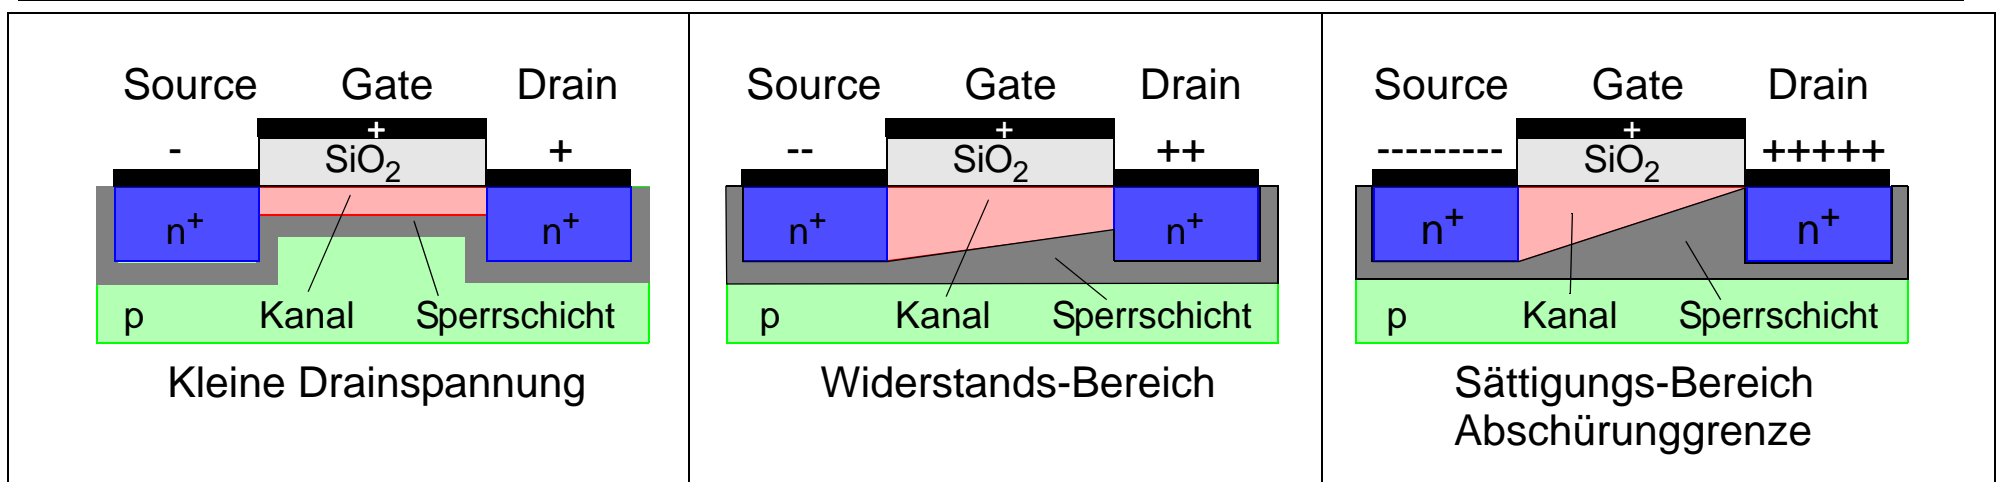 Source Gate Drain
- + +
SiO2
n+ n+
p Kanal Sperrschicht
Kleine Drainspannung
Source Gate Drain
-- + ++
SiO2
n+ n+
p Kanal Sperrschicht
Widerstands-Bereich
Source Gate Drain
--------- + +++++
SiO2
n+ n+
p Kanal Sperrschicht
Sättigungs-Bereich
Abschürunggrenze